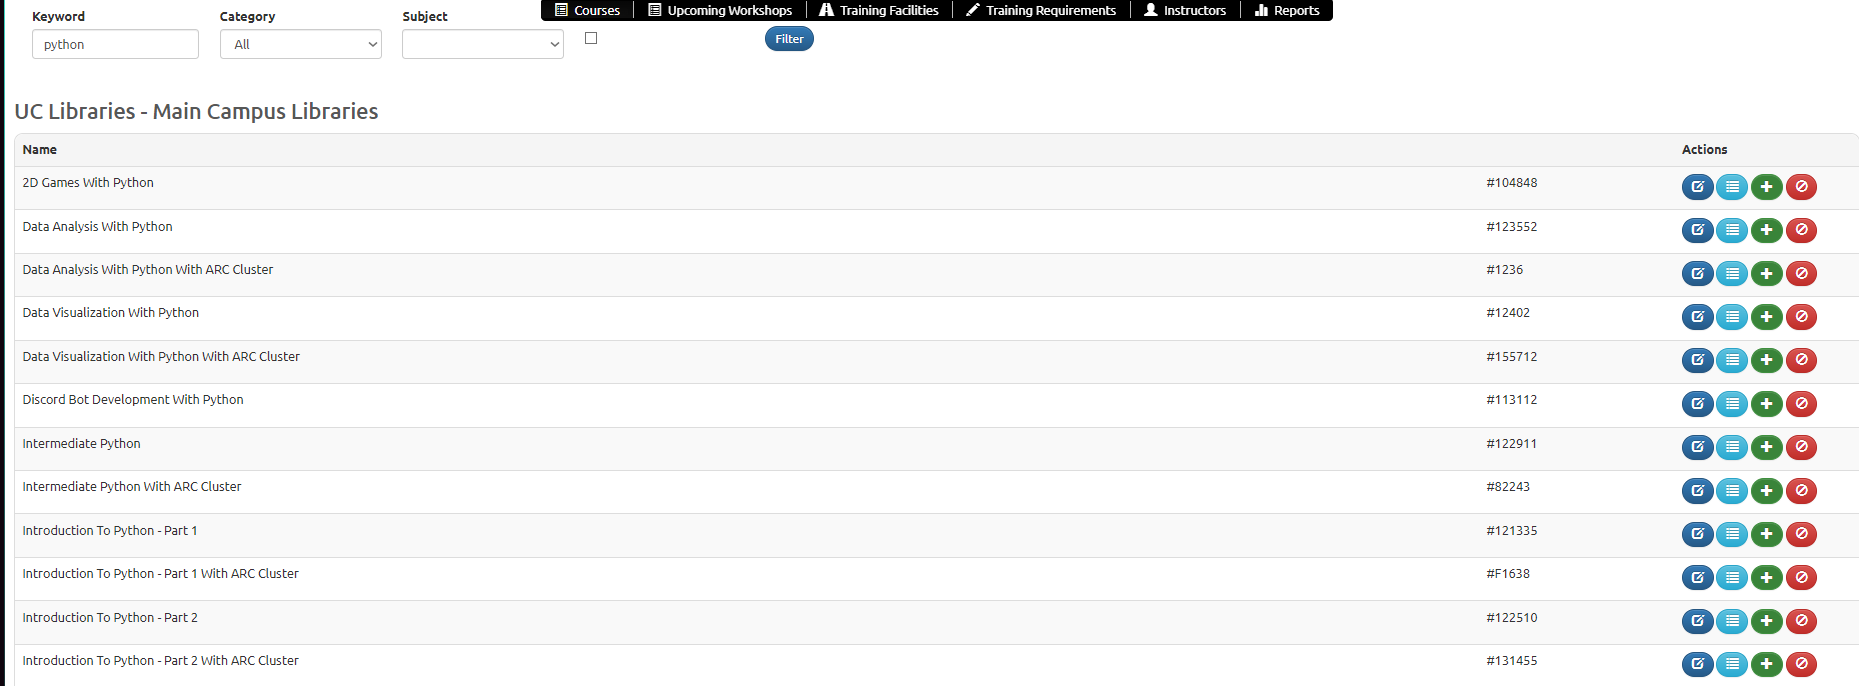 Courses Upcoming Workshops Training Facilities Training Requirements Instructors Reports
Keyword Category Subject
python All Filter
UC Libraries - Main Campus Libraries
Name Actions
2D Games With Python #104848
Data Analysis With Python #123552
Data Analysis With Python With ARC Cluster #1236
Data Visualization With Python #12402
Data Visualization With Python With ARC Cluster #155712
Discord Bot Development With Python #113112
Intermediate Python #122911
Intermediate Python With ARC Cluster #82243
Introduction To Python - Part 1 #121335
Introduction To Python - Part 1 With ARC Cluster #F1638
Introduction To Python - Part 2 #122510
Introduction To Python - Part 2 With ARC Cluster #131455